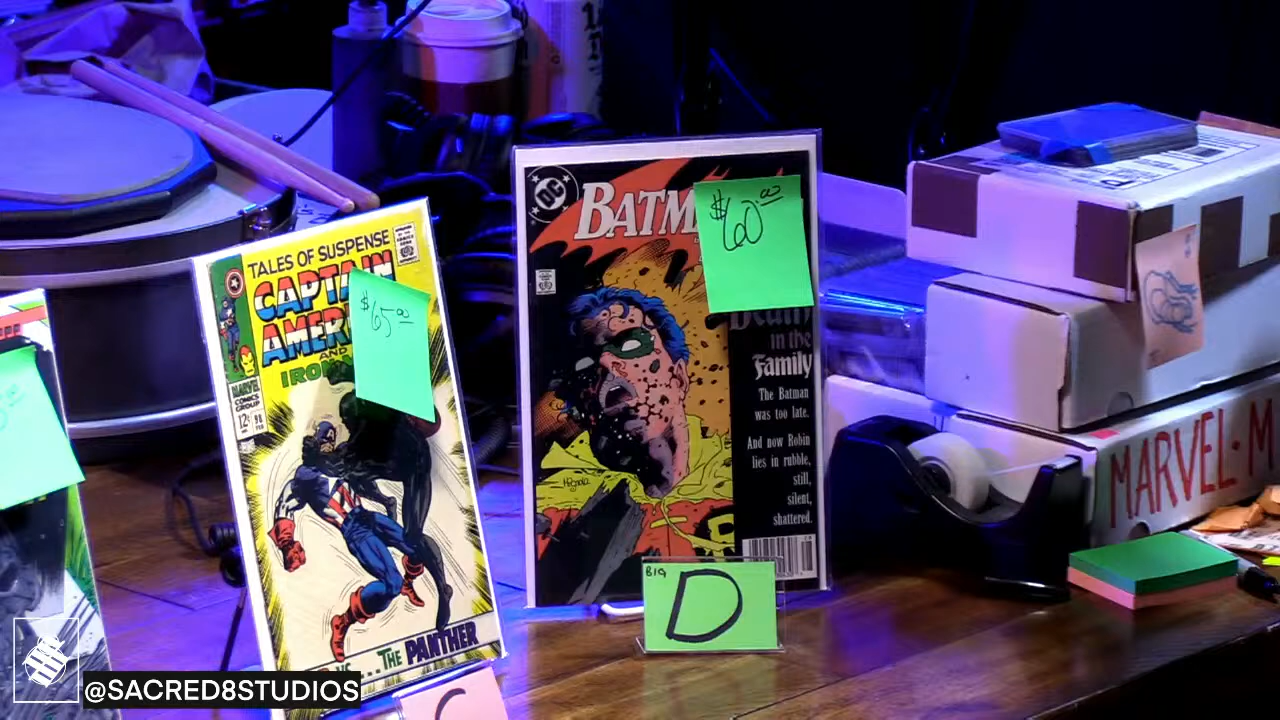 TALES OF SUSPENSE
CAPTAIN
AMERI
AND
IRON
MARVEL
COMICS
GROUP
12¢
98
FEB
$65.00
...THE PANTHER
C
DC
BATM
$60.00
Death
in the
Family
The Batman
was too late.
And now Robin
lies in rubble,
still,
silent,
shattered.
Mignola
BIG
D
MARVEL·M
@SACRED8STUDIOS